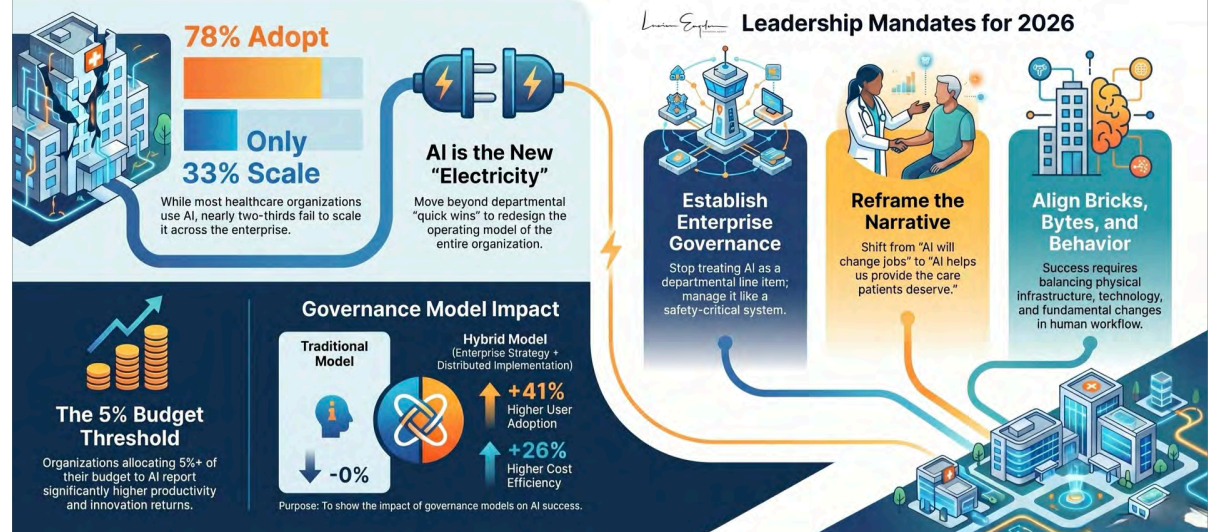 78% Adopt
Only
33% Scale
While most healthcare organizations
use AI, nearly two-thirds fail to scale
it across the enterprise.
AI is the New
"Electricity"
Move beyond departmental
"quick wins" to redesign the
operating model of the
entire organization.
The 5% Budget
Threshold
Organizations allocating 5%+ of
their budget to AI report
significantly higher productivity
and innovation returns.
Governance Model Impact
Traditional
Model
i
-0%
Hybrid Model
(Enterprise Strategy +
Distributed Implementation)
+41%
Higher User
Adoption
+26%
Higher Cost
Efficiency
Purpose: To show the impact of governance models on AI success.
Leadership Mandates for 2026
Establish
Enterprise
Governance
Stop treating AI as a
departmental line item;
manage it like a
safety-critical system.
Reframe the
Narrative
Shift from "AI will
change jobs" to "AI helps
us provide the care
patients deserve."
Align Bricks,
Bytes, and
Behavior
Success requires
balancing physical
infrastructure, technology,
and fundamental changes
in human workflow.